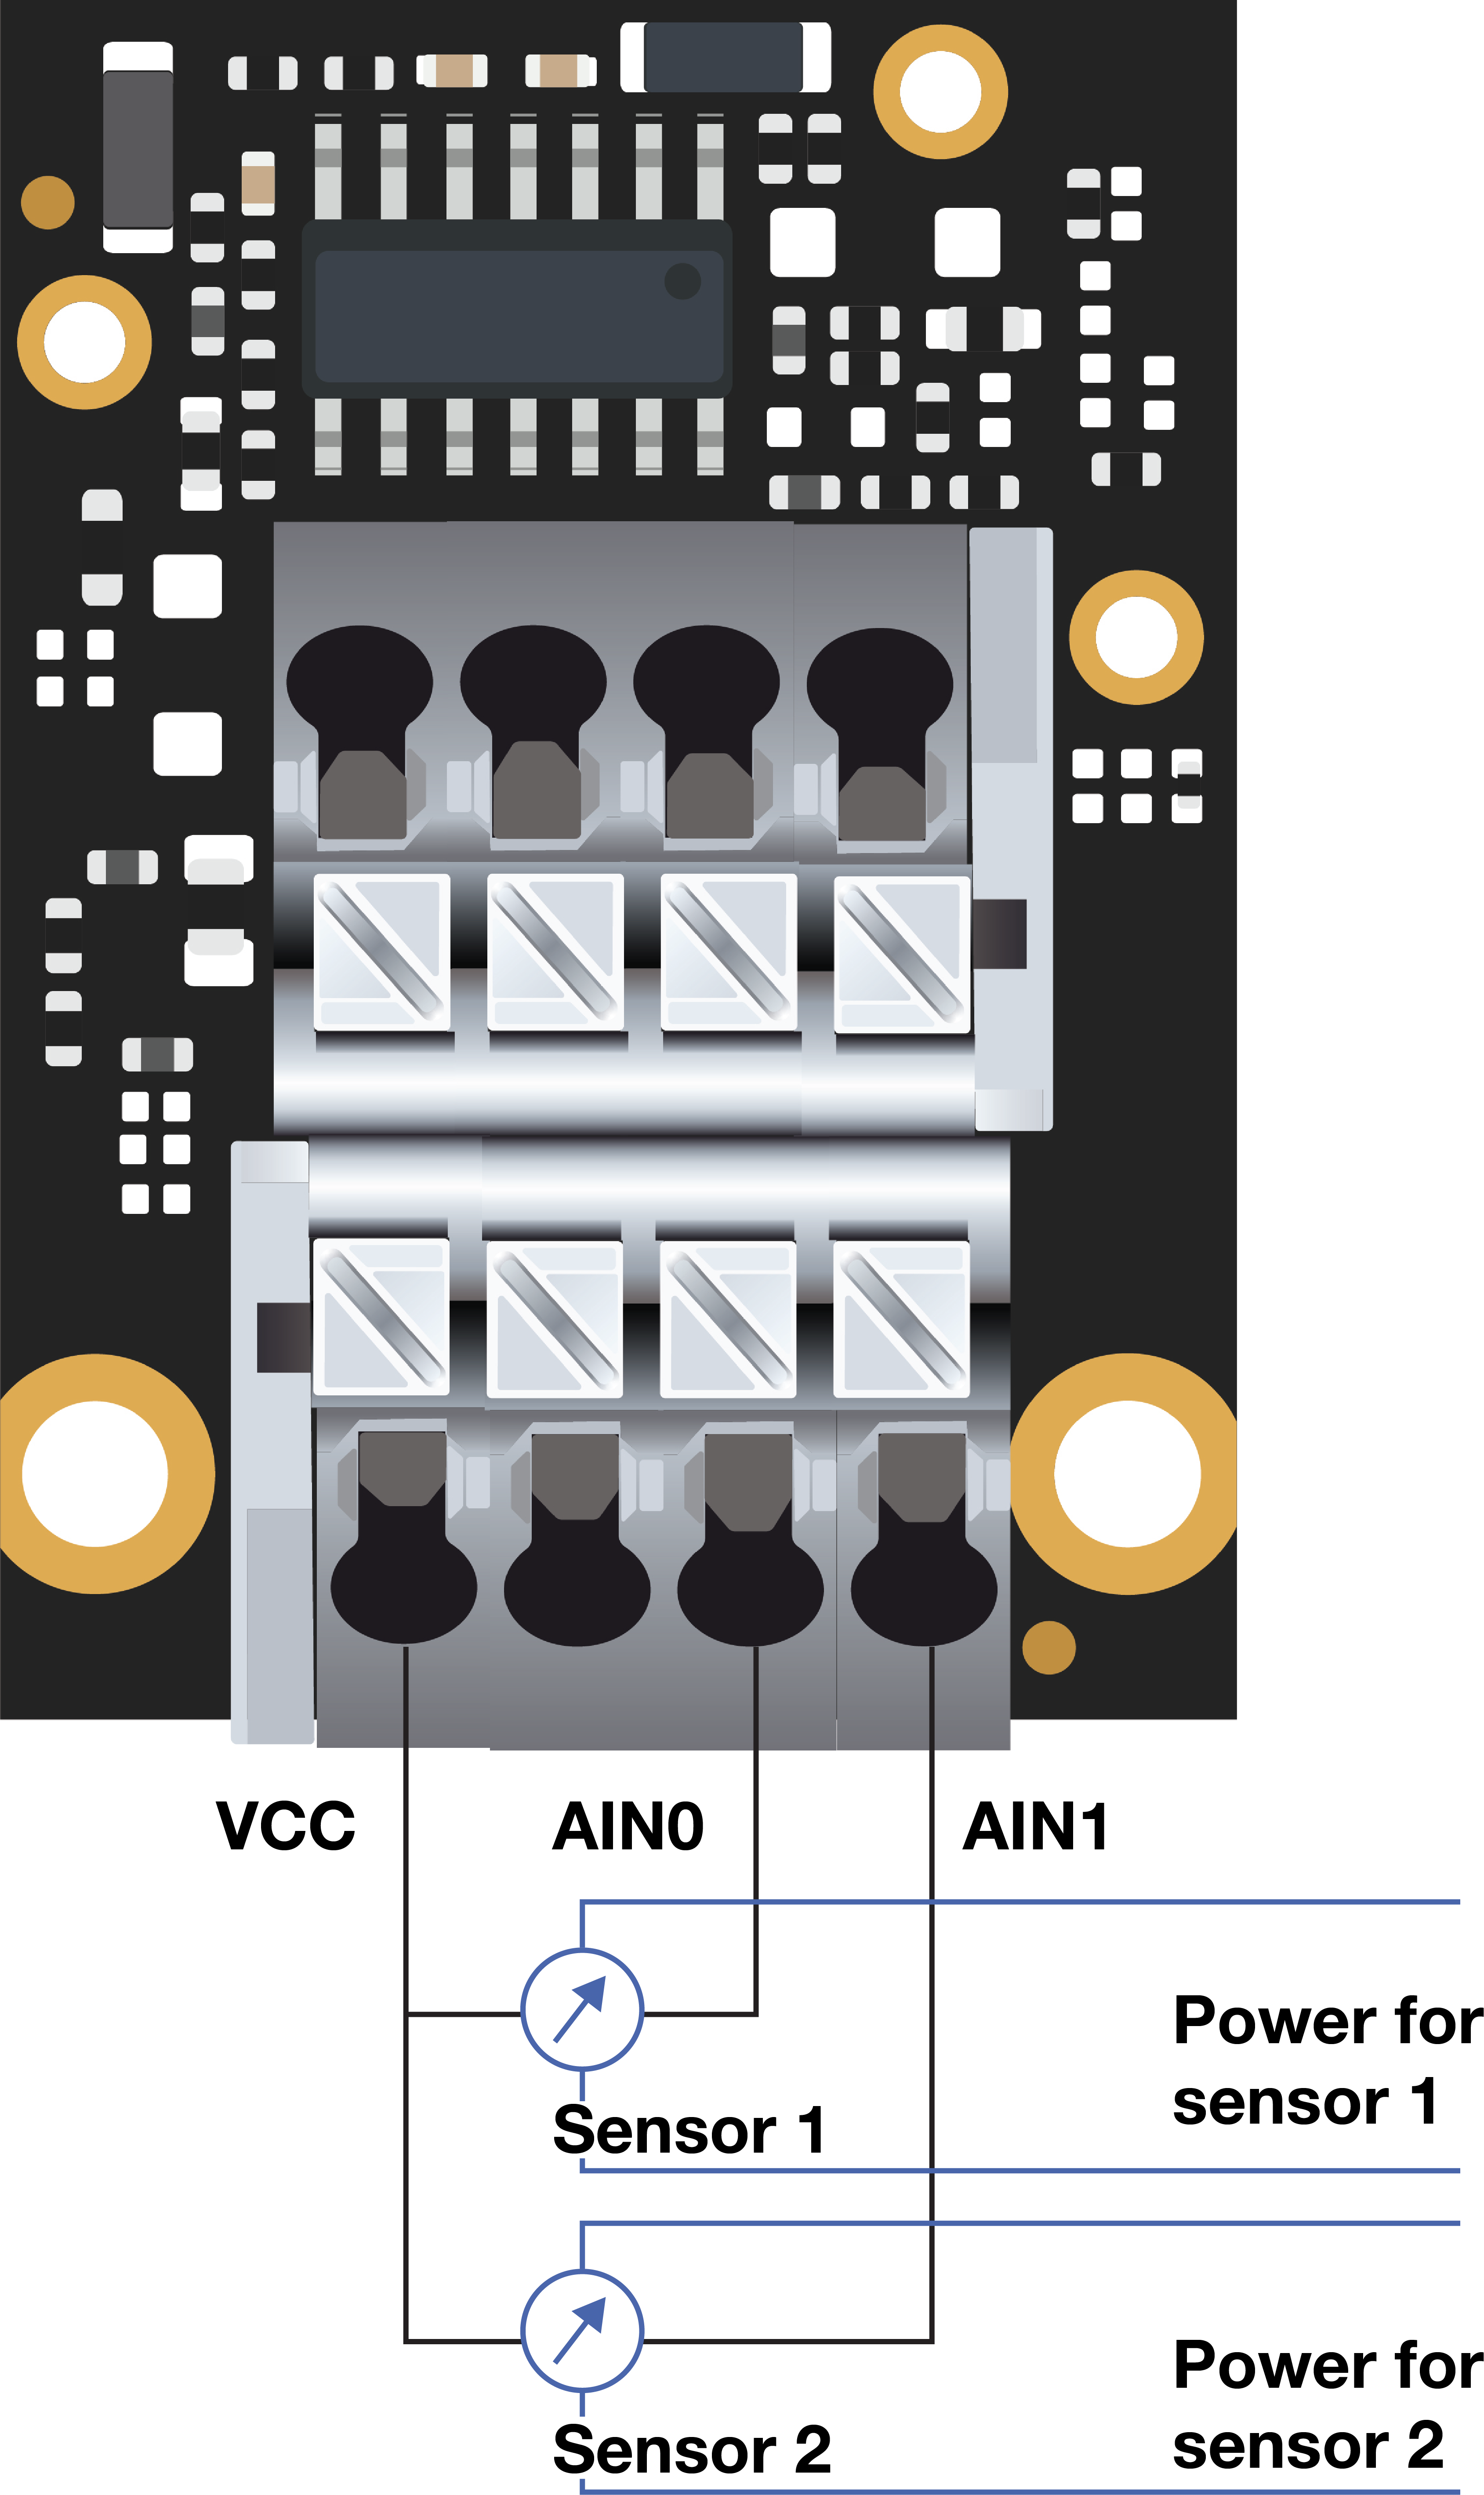 VCC AIN0 AIN1
Power for
sensor 1
Sensor 1
Power for
sensor 2
Sensor 2